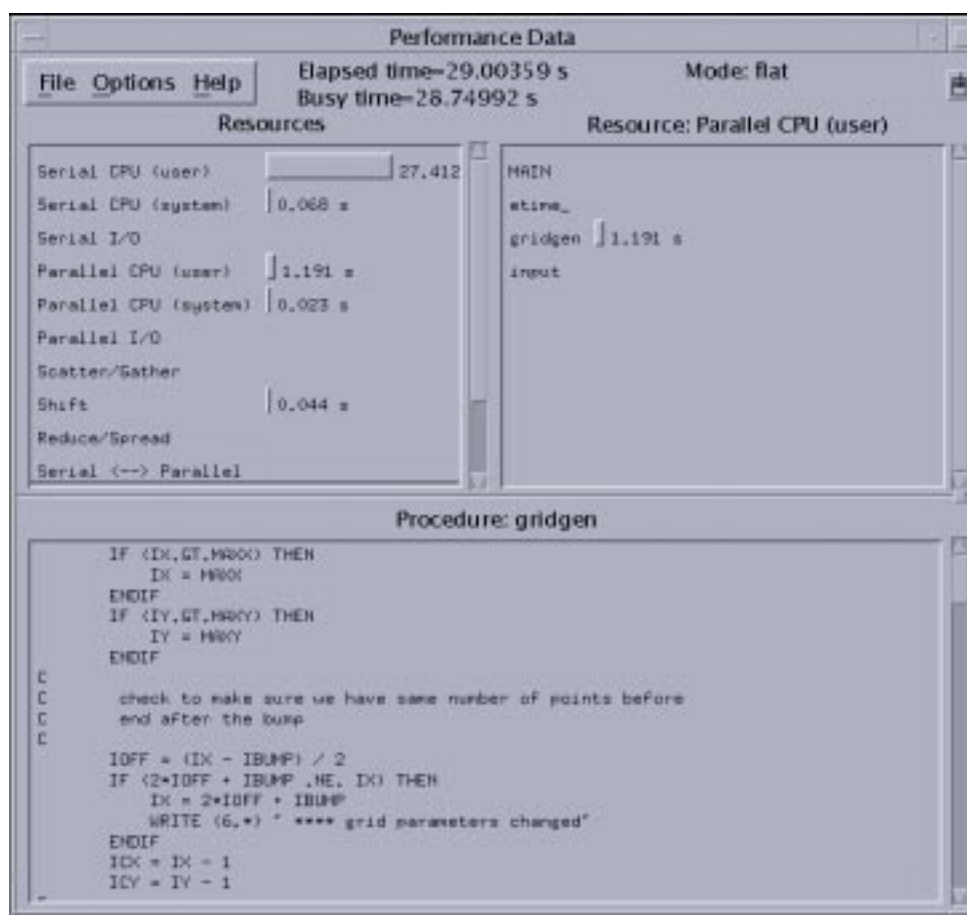 Performance Data
File Options Help
Elapsed time=29.00359 s
Busy time=28.74992 s
Mode: flat
Resources
Serial CPU (user) 27.412
Serial CPU (system) 0.068 s
Serial I/O
Parallel CPU (user) 1.191 s
Parallel CPU (system) 0.023 s
Parallel I/O
Scatter/Gather
Shift 0.044 s
Reduce/Spread
Serial <--> Parallel
Resource: Parallel CPU (user)
MAIN
etime_
gridgen 1.191 s
input
Procedure: gridgen
IF (IX.GT.MAXX) THEN
IX = MAXX
ENDIF
IF (IY.GT.MAXY) THEN
IY = MAXY
ENDIF
C
C check to make sure we have same number of points before
C end after the bump
C
IOFF = (IX - IBUMP) / 2
IF (2*IOFF + IBUMP .NE. IX) THEN
IX = 2*IOFF + IBUMP
WRITE (6,*) ' **** grid parameters changed'
ENDIF
ICX = IX - 1
ICY = IY - 1